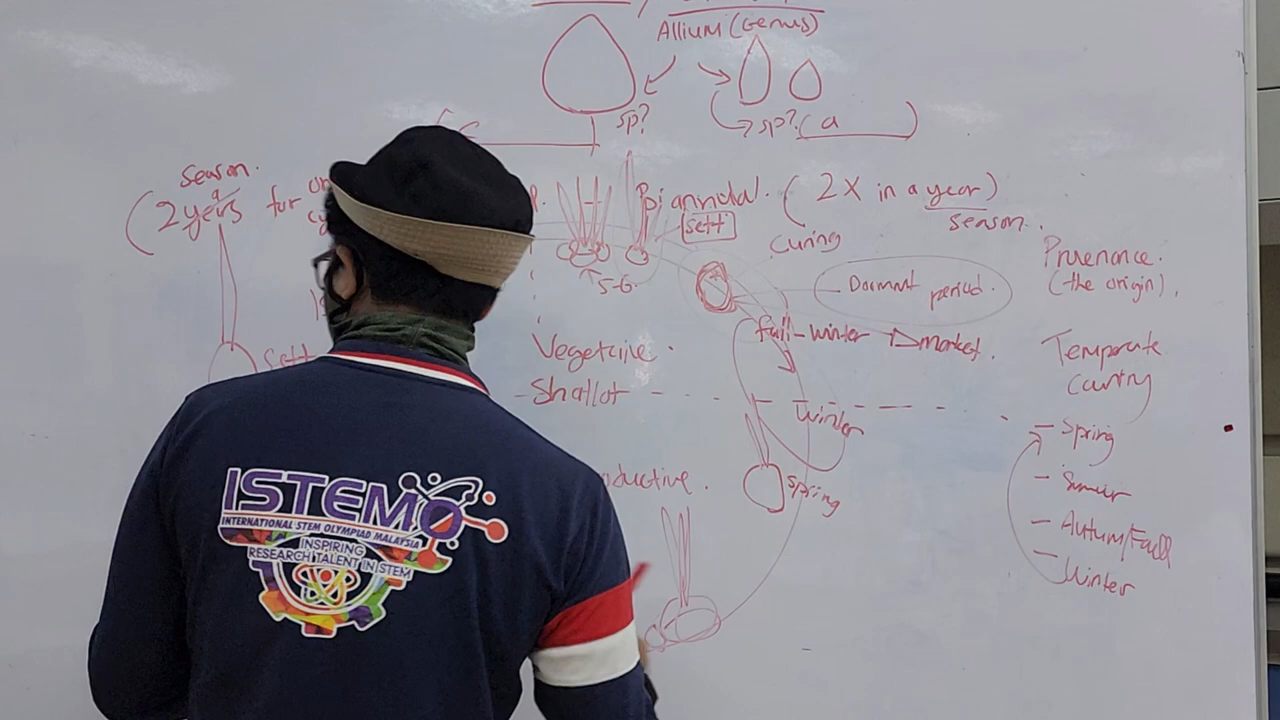 Allium (Genus)
sp?
sp? ( a )
season.
( 2 years for
Bi annual. ( 2 X in a year )
season..
sett
Curing
5-6.
Dormant period.
Provenance.
(the origin).
fall-winter market.
Vegetative.
- Shallot
Temperate
Country
winter
sett
- Spring
spring
oductive.
- Summer
- Autumn/Fall
- Winter
ISTEMO
INTERNATIONAL STEM OLYMPIAD MALAYSIA
INSPIRING
RESEARCH TALENT IN STEM